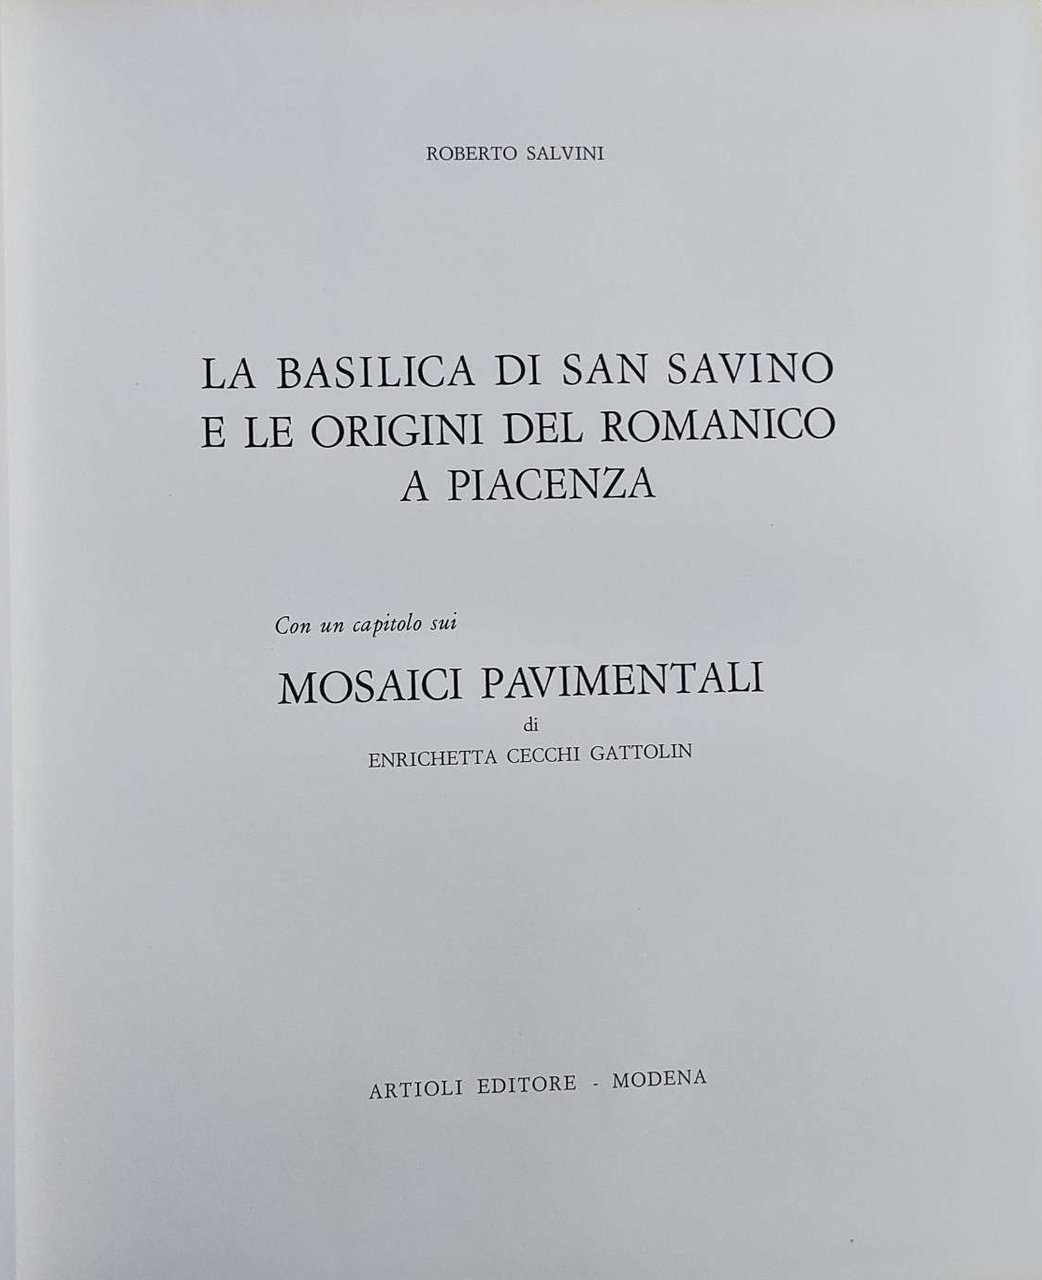 ROBERTO SALVINI
LA BASILICA DI SAN SAVINO
E LE ORIGINI DEL ROMANICO
A PIACENZA
Con un capitolo sui
MOSAICI PAVIMENTALI
di
ENRICHETTA CECCHI GATTOLIN
ARTIOLI EDITORE - MODENA